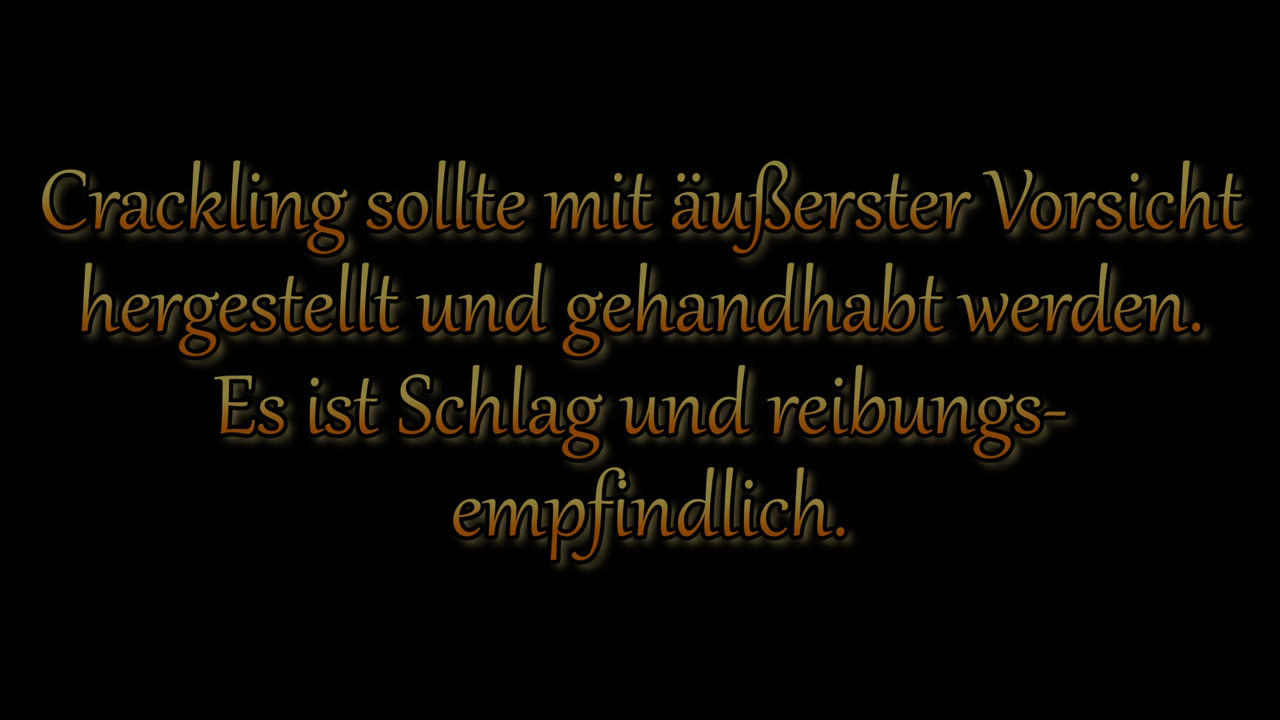 Crackling sollte mit äußerster Vorsicht
hergestellt und gehandhabt werden.
Es ist Schlag und reibungs-
empfindlich.